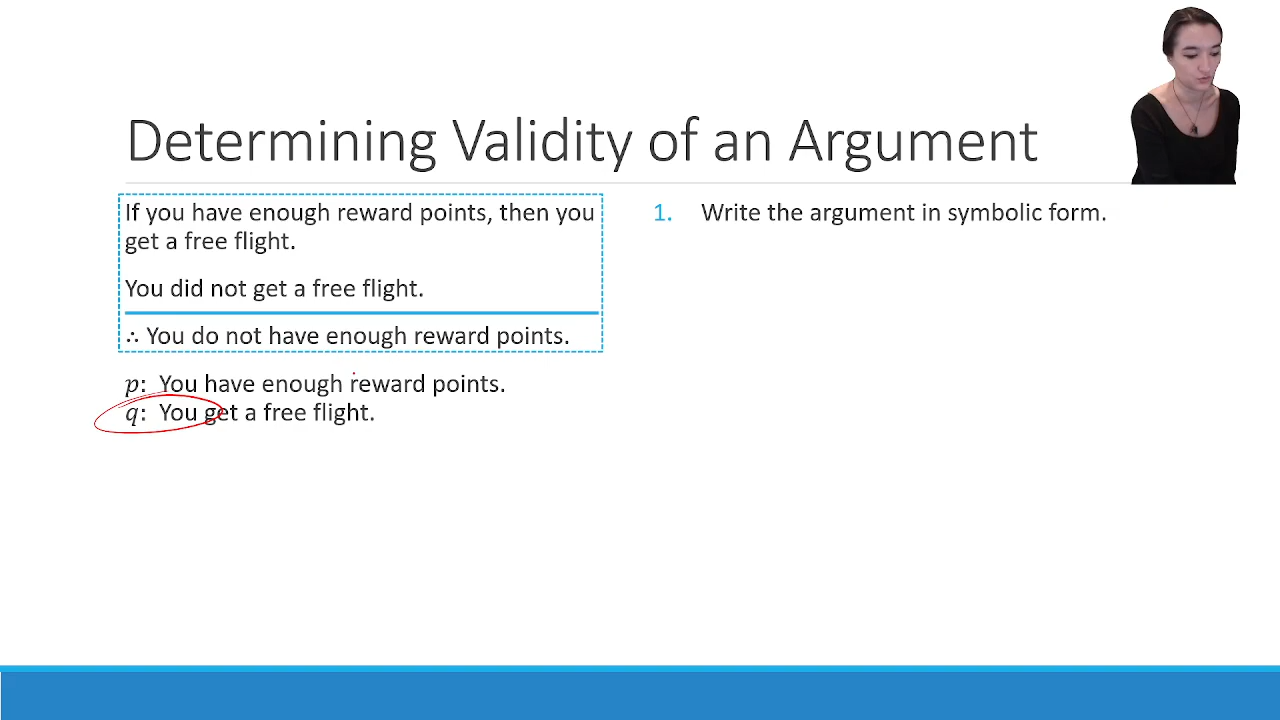 Determining Validity of an Argument
If you have enough reward points, then you
get a free flight.
You did not get a free flight.
∴ You do not have enough reward points.
p: You have enough reward points.
q: You get a free flight.
1. Write the argument in symbolic form.